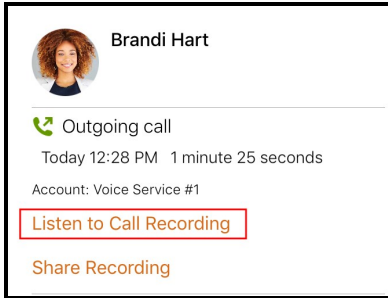 Brandi Hart
Outgoing call
Today 12:28 PM 1 minute 25 seconds
Account: Voice Service #1
Listen to Call Recording
Share Recording